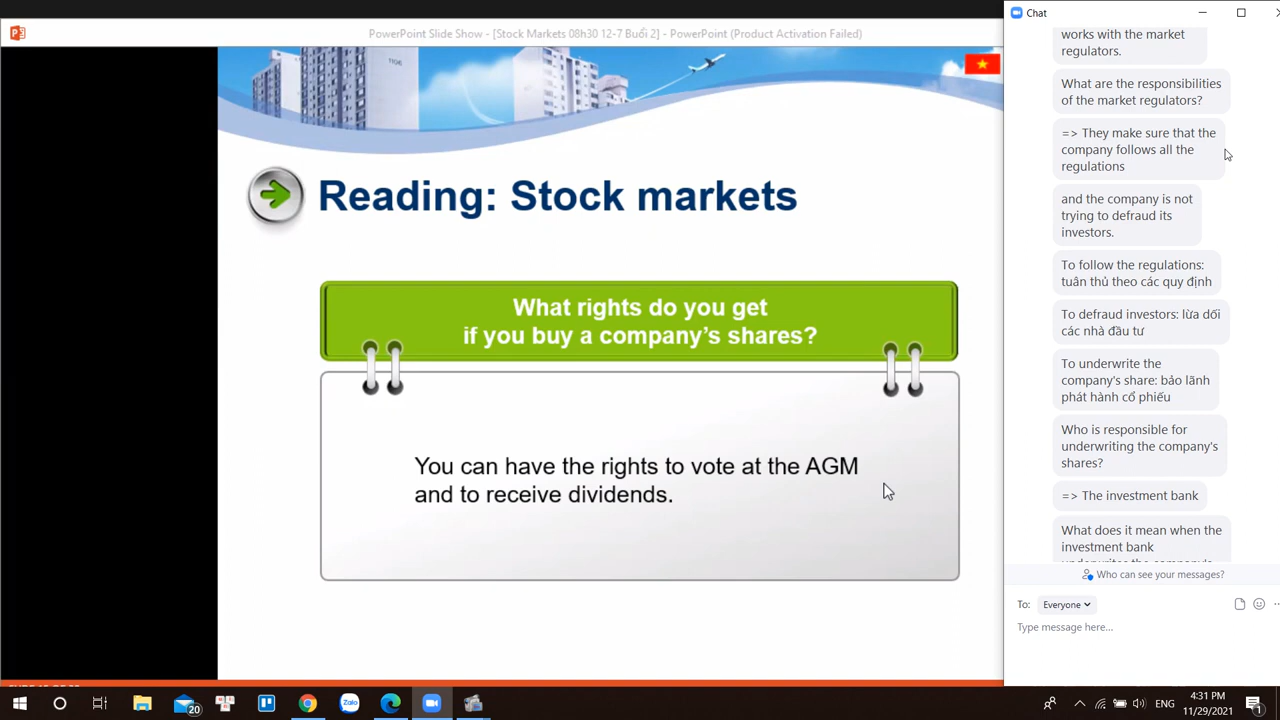 PowerPoint Slide Show - [Stock Markets 08h30 12-7 Buổi 2] - PowerPoint (Product Activation Failed)
1106
Reading: Stock markets
What rights do you get
if you buy a company's shares?
You can have the rights to vote at the AGM
and to receive dividends.
Chat
works with the market
regulators.
What are the responsibilities
of the market regulators?
=> They make sure that the
company follows all the
regulations
and the company is not
trying to defraud its
investors.
To follow the regulations:
tuân thủ theo các quy định
To defraud investors: lừa dối
các nhà đầu tư
To underwrite the
company's share: bảo lãnh
phát hành cổ phiếu
Who is responsible for
underwriting the company's
shares?
=> The investment bank
What does it mean when the
investment bank
Who can see your messages?
To: Everyone
Type message here...
20
Zalo
ENG
4:31 PM
11/29/2021
1